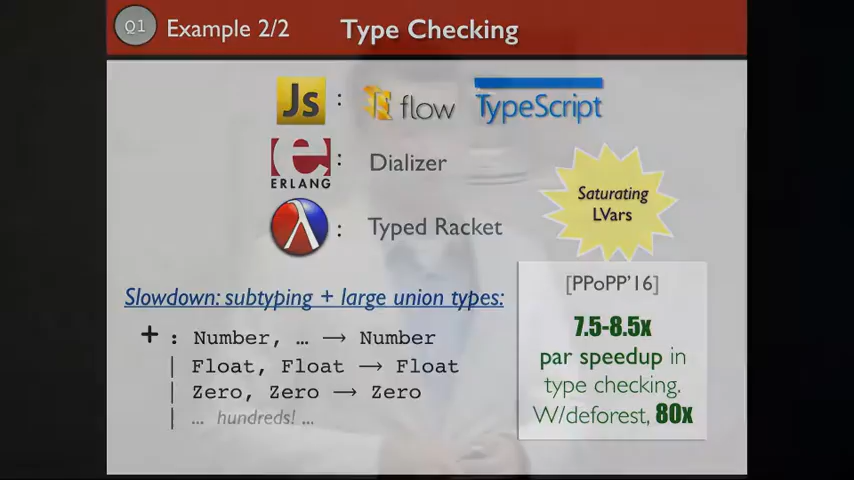 Q1 Example 2/2 Type Checking
JS : flow TypeScript
ERLANG : Dializer
λ : Typed Racket
Saturating
LVars
Slowdown: subtyping + large union types:
+ : Number, … → Number
| Float, Float → Float
| Zero, Zero → Zero
| … hundreds! …
[PPoPP'16]
7.5-8.5x
par speedup in
type checking.
W/deforest, 80x